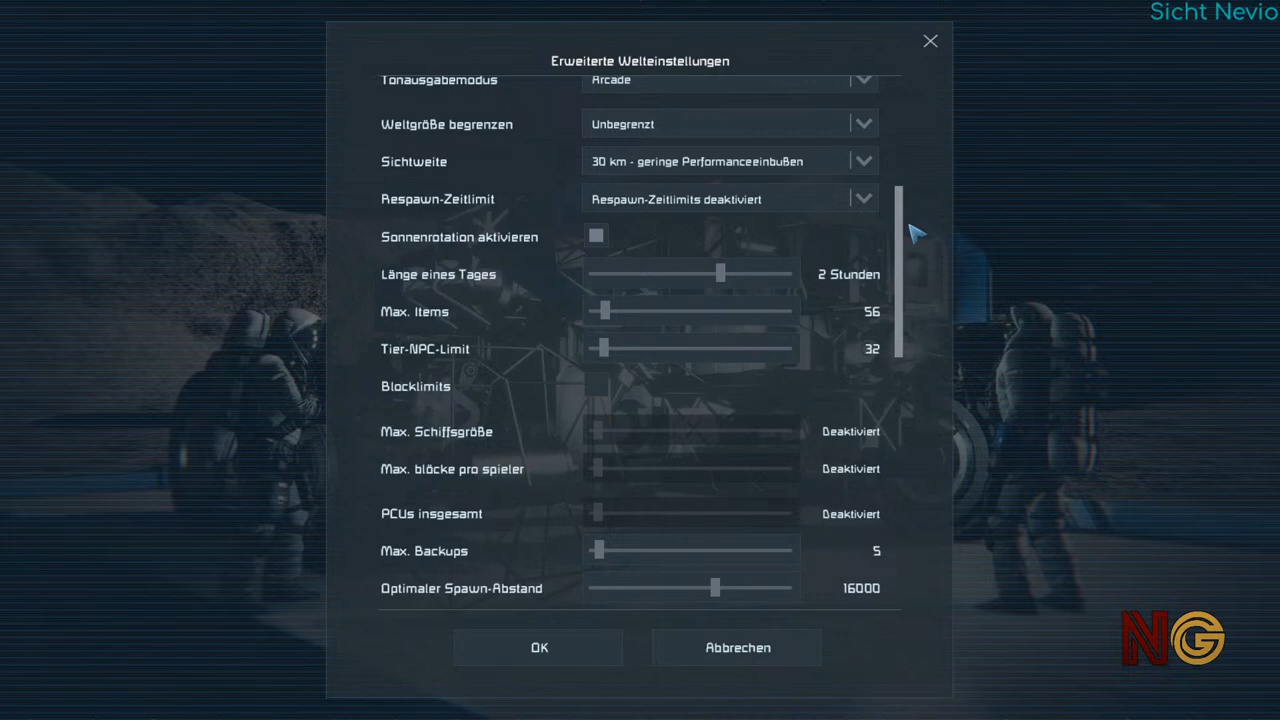 Sicht Nevio
Erweiterte Welteinstellungen
Tonausgabemodus Arcade
Weltgröße begrenzen Unbegrenzt
Sichtweite 30 km - geringe Performanceeinbußen
Respawn-Zeitlimit Respawn-Zeitlimits deaktiviert
Sonnenrotation aktivieren
Länge eines Tages 2 Stunden
Max. Items 56
Tier-NPC-Limit 32
Blocklimits
Max. Schiffsgröße Deaktiviert
Max. blöcke pro spieler Deaktiviert
PCUs insgesamt Deaktiviert
Max. Backups 5
Optimaler Spawn-Abstand 16000
OK Abbrechen
NG